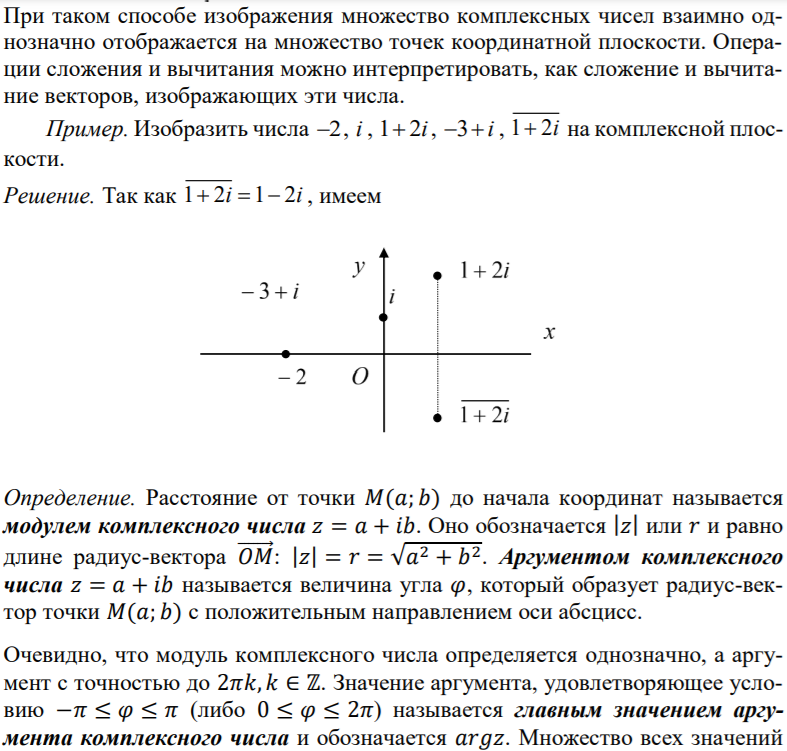 При таком способе изображения множество комплексных чисел взаимно од-
нозначно отображается на множество точек координатной плоскости. Опера-
ции сложения и вычитания можно интерпретировать, как сложение и вычита-
ние векторов, изображающих эти числа.
Пример. Изобразить числа −2, i, 1+2i, −3+i, \overline{1+2i} на комплексной плос-
кости.
Решение. Так как \overline{1+2i} = 1−2i, имеем
y
1+2i
−3+i
i
x
−2
O
\overline{1+2i}
Определение. Расстояние от точки M(a; b) до начала координат называется
модулем комплексного числа z = a + ib. Оно обозначается |z| или r и равно
длине радиус-вектора \overrightarrow{OM}: |z| = r = √(a² + b²). Аргументом комплексного
числа z = a + ib называется величина угла φ, который образует радиус-век-
тор точки M(a; b) с положительным направлением оси абсцисс.
Очевидно, что модуль комплексного числа определяется однозначно, а аргу-
мент с точностью до 2πk, k ∈ ℤ. Значение аргумента, удовлетворяющее усло-
вию −π ≤ φ ≤ π (либо 0 ≤ φ ≤ 2π) называется главным значением аргу-
мента комплексного числа и обозначается argz. Множество всех значений